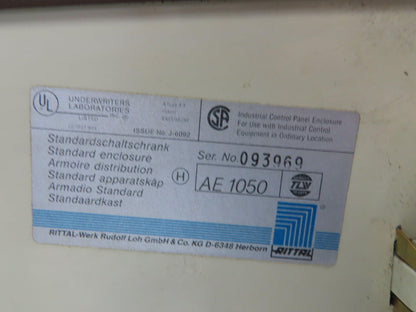 UL
UNDERWRITERS
LABORATORIES
INC.®
LISTED
ISSUE No. J-6092
SA
Industrial Control Panel Enclosure
For Use with Industrial Control
Equipment in Ordinary Location
Standardschaltschrank
Standard enclosure
Armoire distribution
Standard apparatskåp
Armadio Standard
Standaardkast
Ser. No. 093969
H
AE 1050
RITTAL
®
RITTAL-Werk Rudolf Loh GmbH & Co. KG D-6348 Herborn